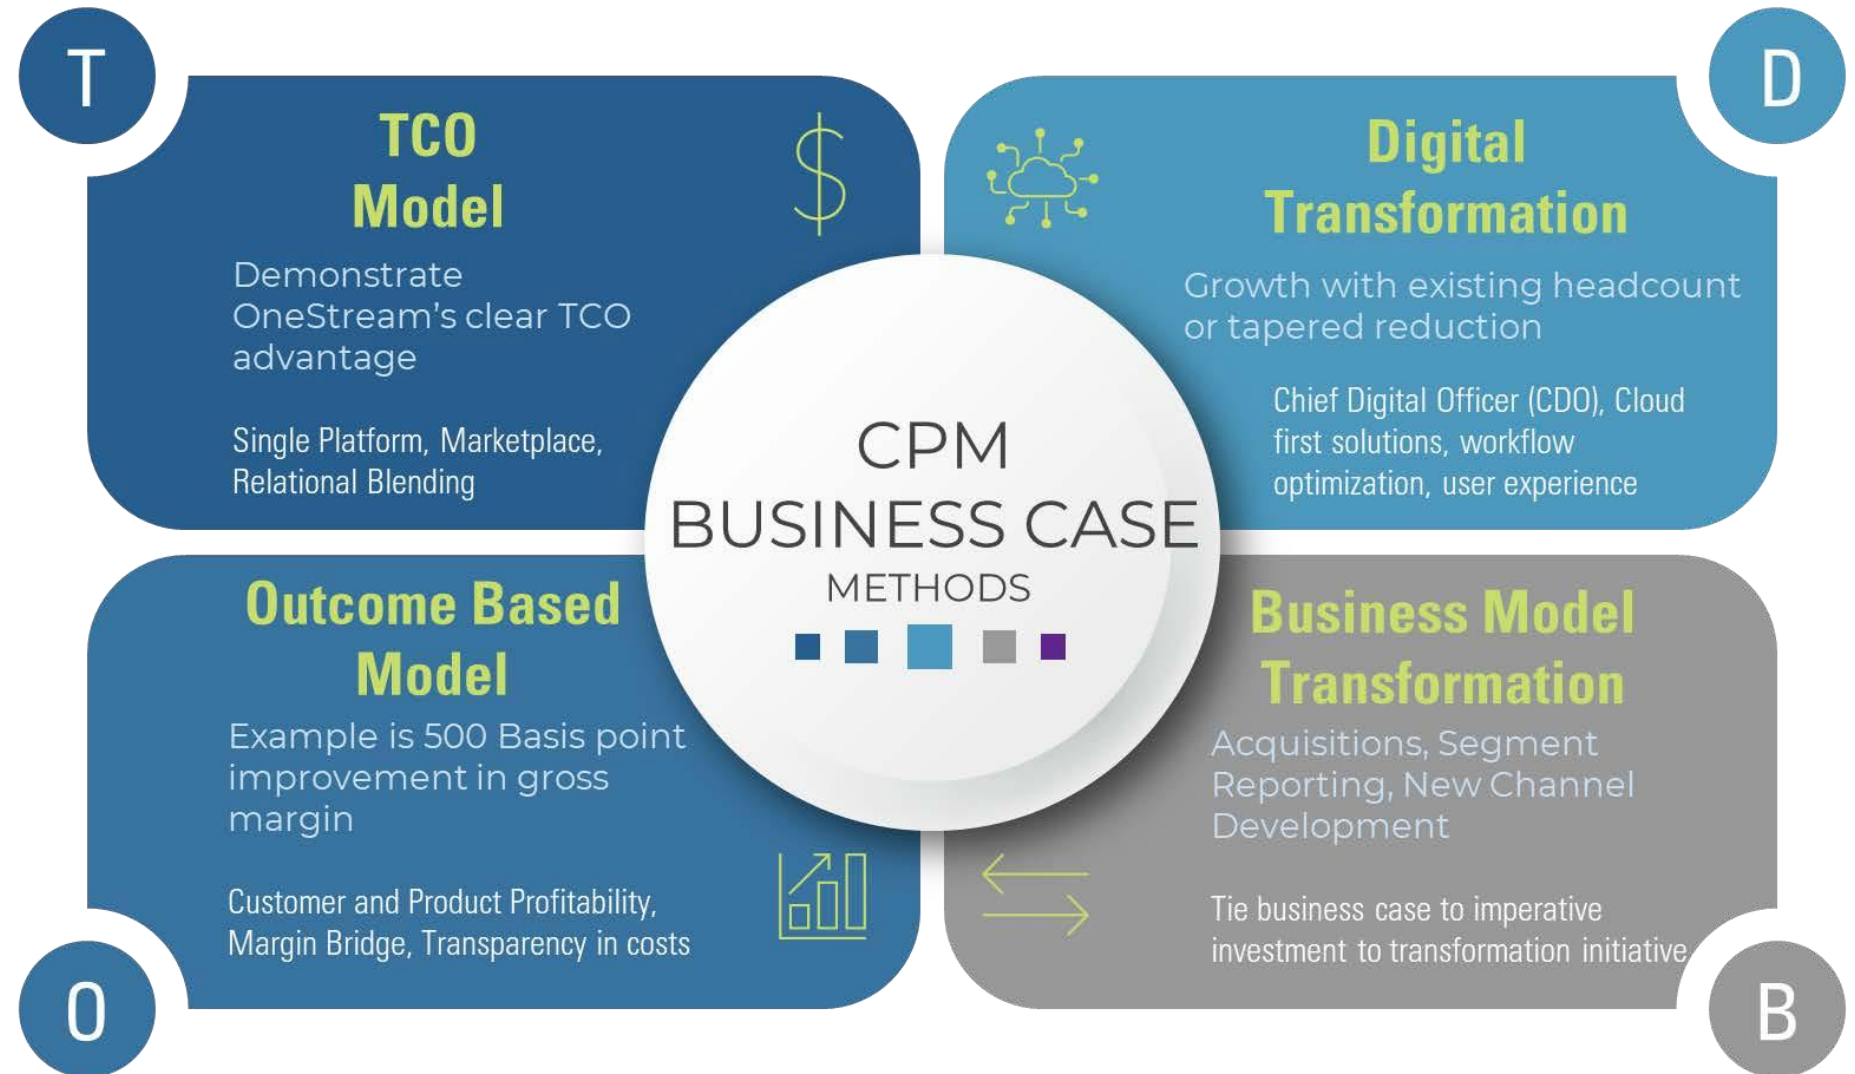 T
TCO
Model
Demonstrate
OneStream's clear TCO
advantage
Single Platform, Marketplace,
Relational Blending
D
Digital
Transformation
Growth with existing headcount
or tapered reduction
Chief Digital Officer (CDO), Cloud
first solutions, workflow
optimization, user experience
CPM
BUSINESS CASE
METHODS
Outcome Based
Model
Example is 500 Basis point
improvement in gross
margin
Customer and Product Profitability,
Margin Bridge, Transparency in costs
O
Business Model
Transformation
Acquisitions, Segment
Reporting, New Channel
Development
Tie business case to imperative
investment to transformation initiative.
B